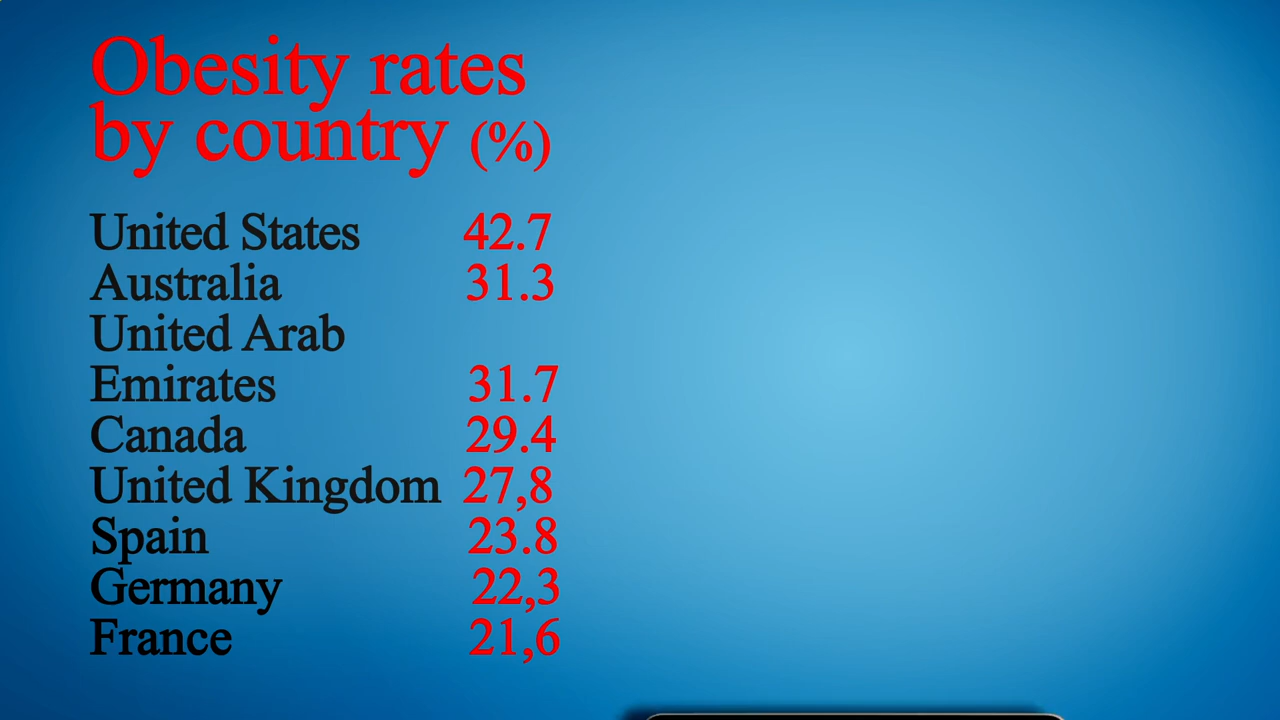 Obesity rates
by country (%)
United States 42.7
Australia 31.3
United Arab
Emirates 31.7
Canada 29.4
United Kingdom 27,8
Spain 23.8
Germany 22,3
France 21,6